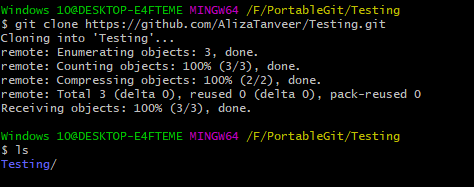 Windows 10@DESKTOP-E4FTEME MINGW64 /F/PortableGit/Testing
$ git clone https://github.com/AlizaTanveer/Testing.git
Cloning into 'Testing'...
remote: Enumerating objects: 3, done.
remote: Counting objects: 100% (3/3), done.
remote: Compressing objects: 100% (2/2), done.
remote: Total 3 (delta 0), reused 0 (delta 0), pack-reused 0
Receiving objects: 100% (3/3), done.
Windows 10@DESKTOP-E4FTEME MINGW64 /F/PortableGit/Testing
$ ls
Testing/